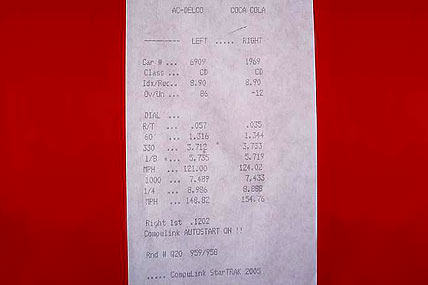 AC-DELCO COCA COLA
--------- LEFT ..... RIGHT
Car # ... 6909 1969
Class ... CD CD
Idx/Rec.. 8.90 8.90
Ov/Un ... 86 -12
DIAL ...
R/T ... .057 .035
60 ... 1.316 1.344
330 ... 3.712 3.733
1/8 ... 5.735 5.719
MPH ... 121.00 124.02
1000 ... 7.489 7.433
1/4 ... 8.986 8.888
MPH ... 148.82 154.76
Right 1st .1202
Compulink AUTOSTART ON !!
Rnd # Q20 959/958
..... CompuLink StarTRAK